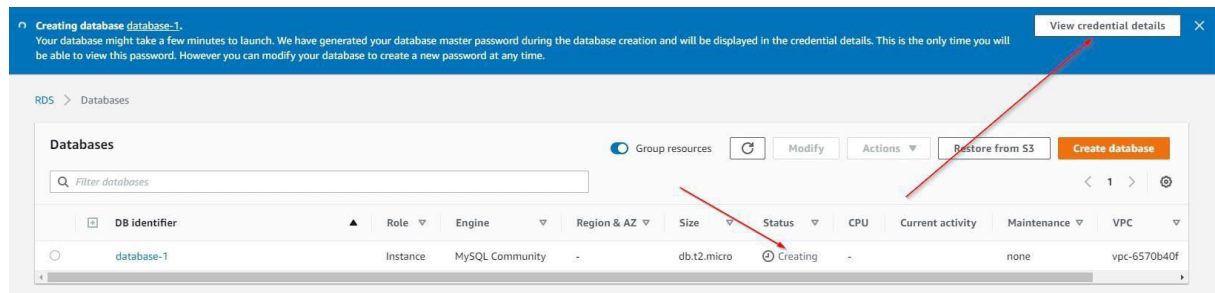 Creating database database-1.
View credential details
Your database might take a few minutes to launch. We have generated your database master password during the database creation and will be displayed in the credential details. This is the only time you will
be able to view this password. However you can modify your database to create a new password at any time.
RDS > Databases
Databases
Group resources
Modify
Actions
Restore from S3
Create database
Filter databases
1
DB identifier Role Engine Region & AZ Size Status CPU Current activity Maintenance VPC
database-1 Instance MySQL Community - db.t2.micro Creating - none vpc-6570b40f